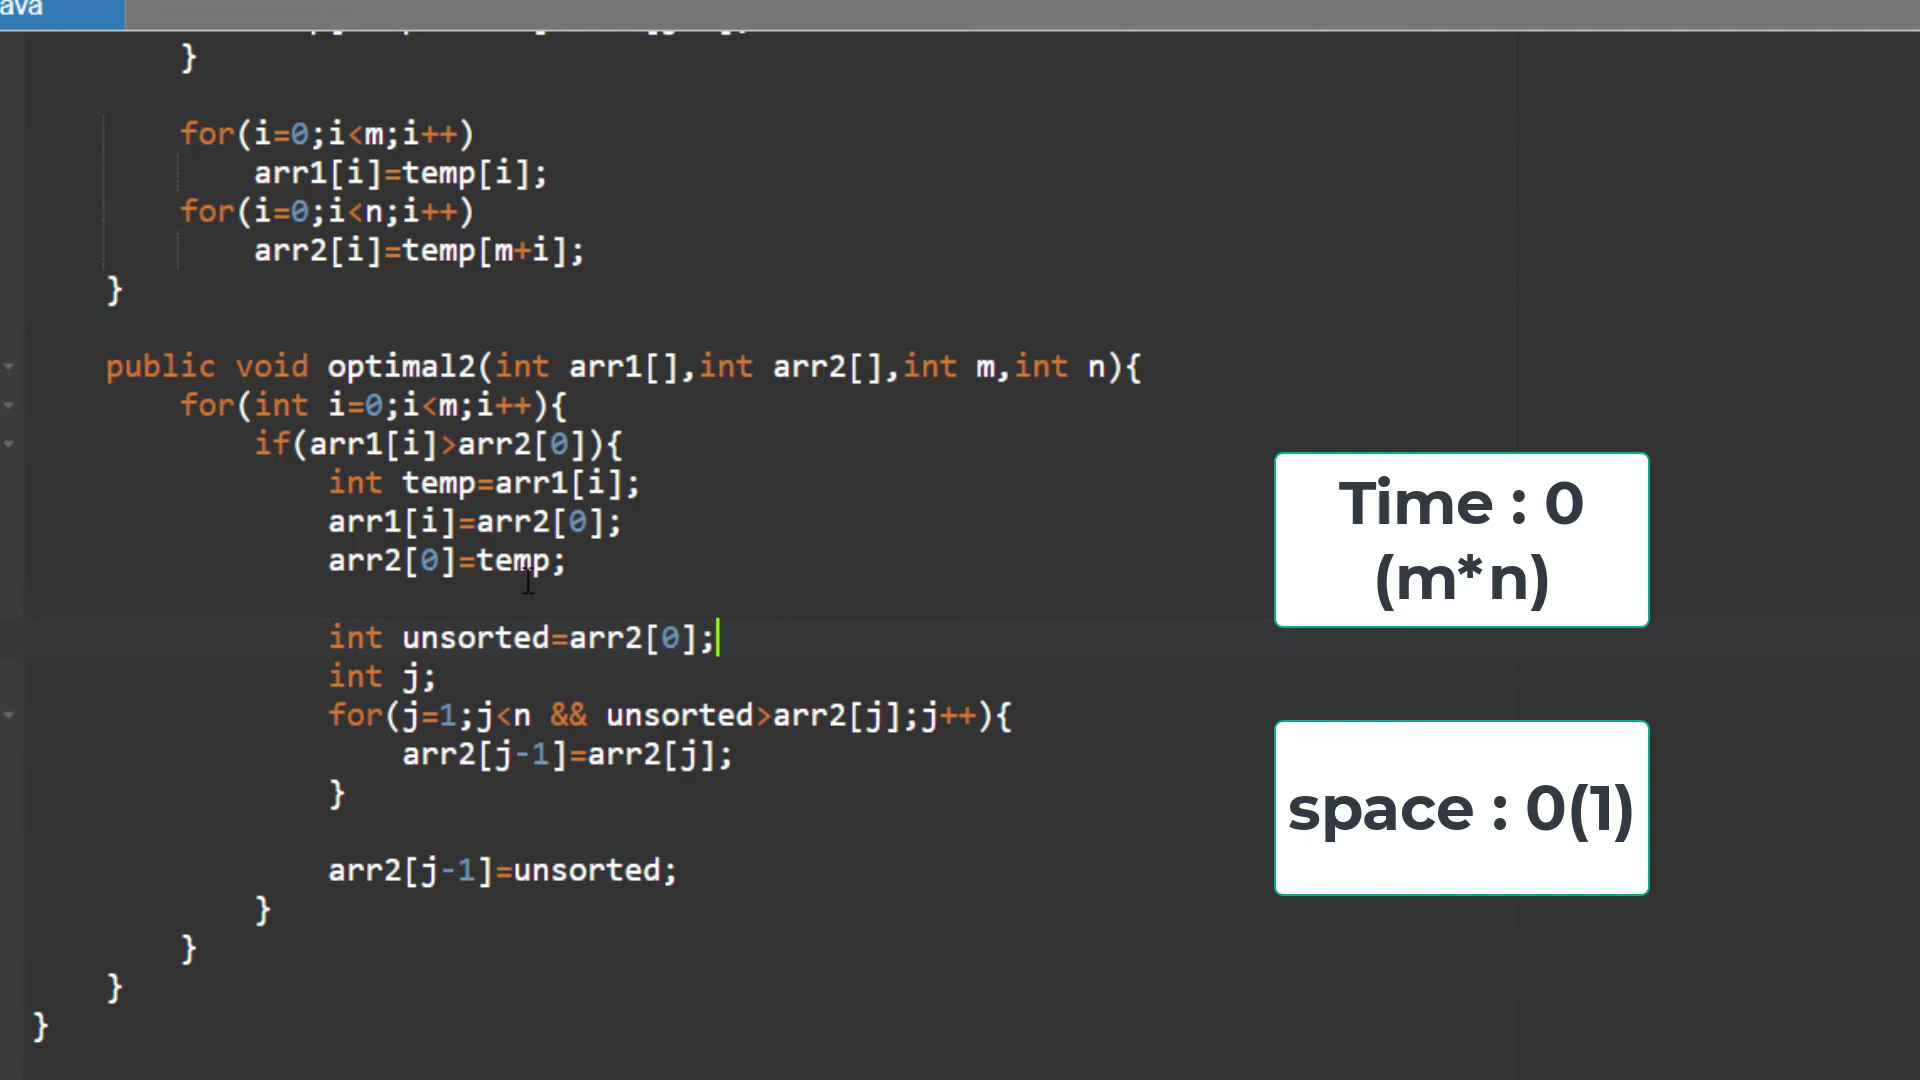 ava
}
for(i=0;i<m;i++)
arr1[i]=temp[i];
for(i=0;i<n;i++)
arr2[i]=temp[m+i];
}
public void optimal2(int arr1[],int arr2[],int m,int n){
for(int i=0;i<m;i++){
if(arr1[i]>arr2[0]){
int temp=arr1[i];
arr1[i]=arr2[0];
arr2[0]=temp;
int unsorted=arr2[0];
int j;
for(j=1;j<n && unsorted>arr2[j];j++){
arr2[j-1]=arr2[j];
}
arr2[j-1]=unsorted;
}
}
}
}
Time : 0
(m*n)
space : 0(1)